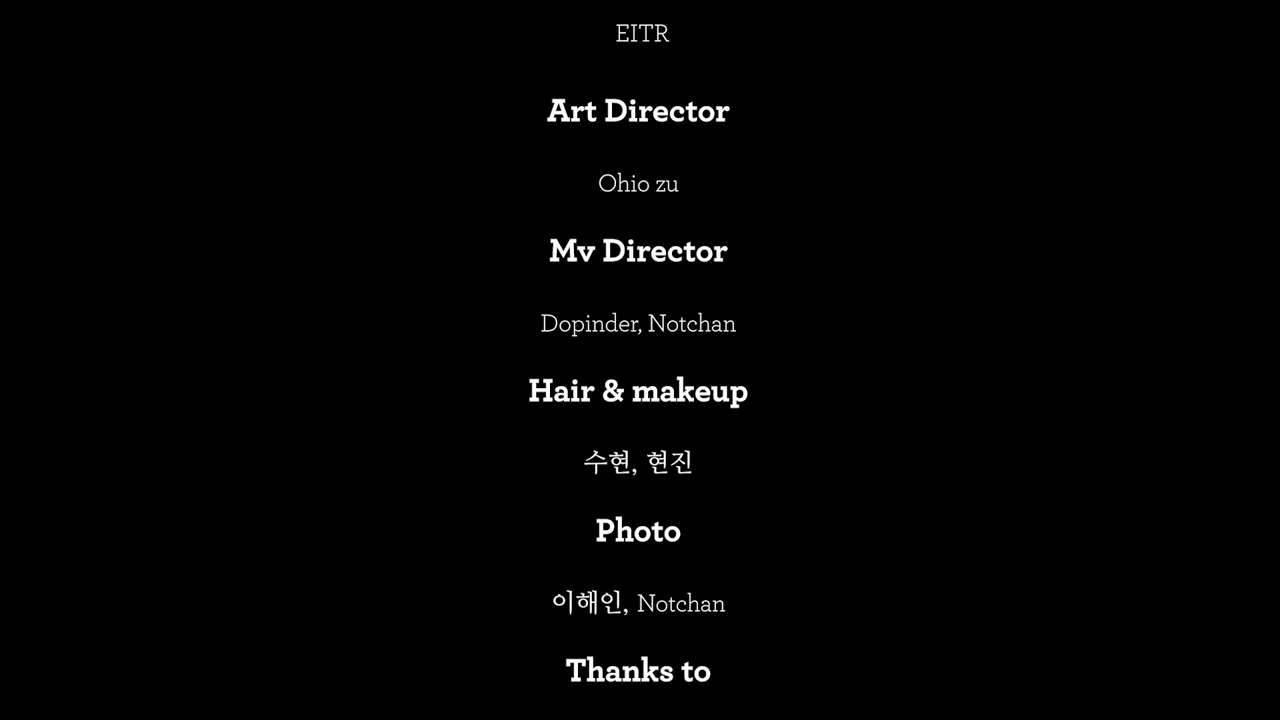 EITR
Art Director
Ohio zu
Mv Director
Dopinder, Notchan
Hair & makeup
수현, 현진
Photo
이해인, Notchan
Thanks to